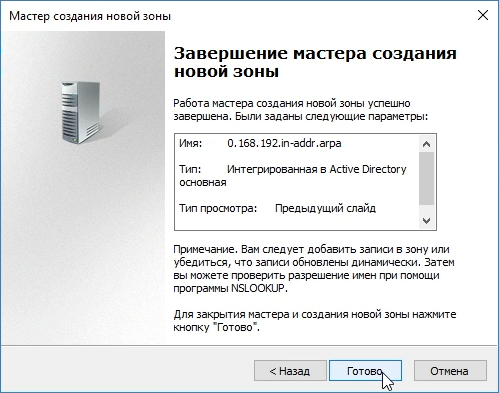 Мастер создания новой зоны
Завершение мастера создания
новой зоны
Работа мастера создания новой зоны успешно
завершена. Были заданы следующие параметры:
Имя: 0.168.192.in-addr.arpa
Тип: Интегрированная в Active Directory
основная
Тип просмотра: Предыдущий слайд
Примечание. Вам следует добавить записи в зону или
убедиться, что записи обновлены динамически. Затем
вы можете проверить разрешение имен при помощи
программы NSLOOKUP.
Для закрытия мастера и создания новой зоны нажмите
кнопку "Готово".
< Назад Готово Отмена